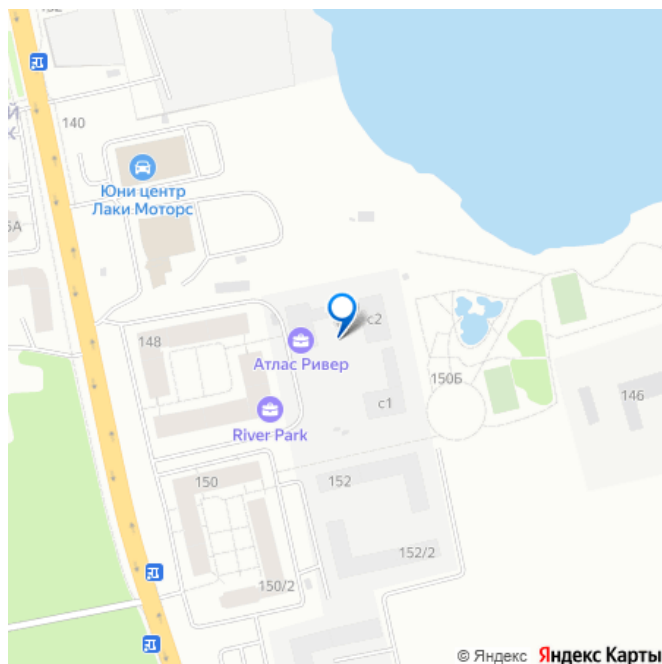 140
Юни центр
Лаки Моторс
148
с2
Атлас Ривер
150Б
с1
146
River Park
150
152
152/2
150/2
© Яндекс Яндекс Карты